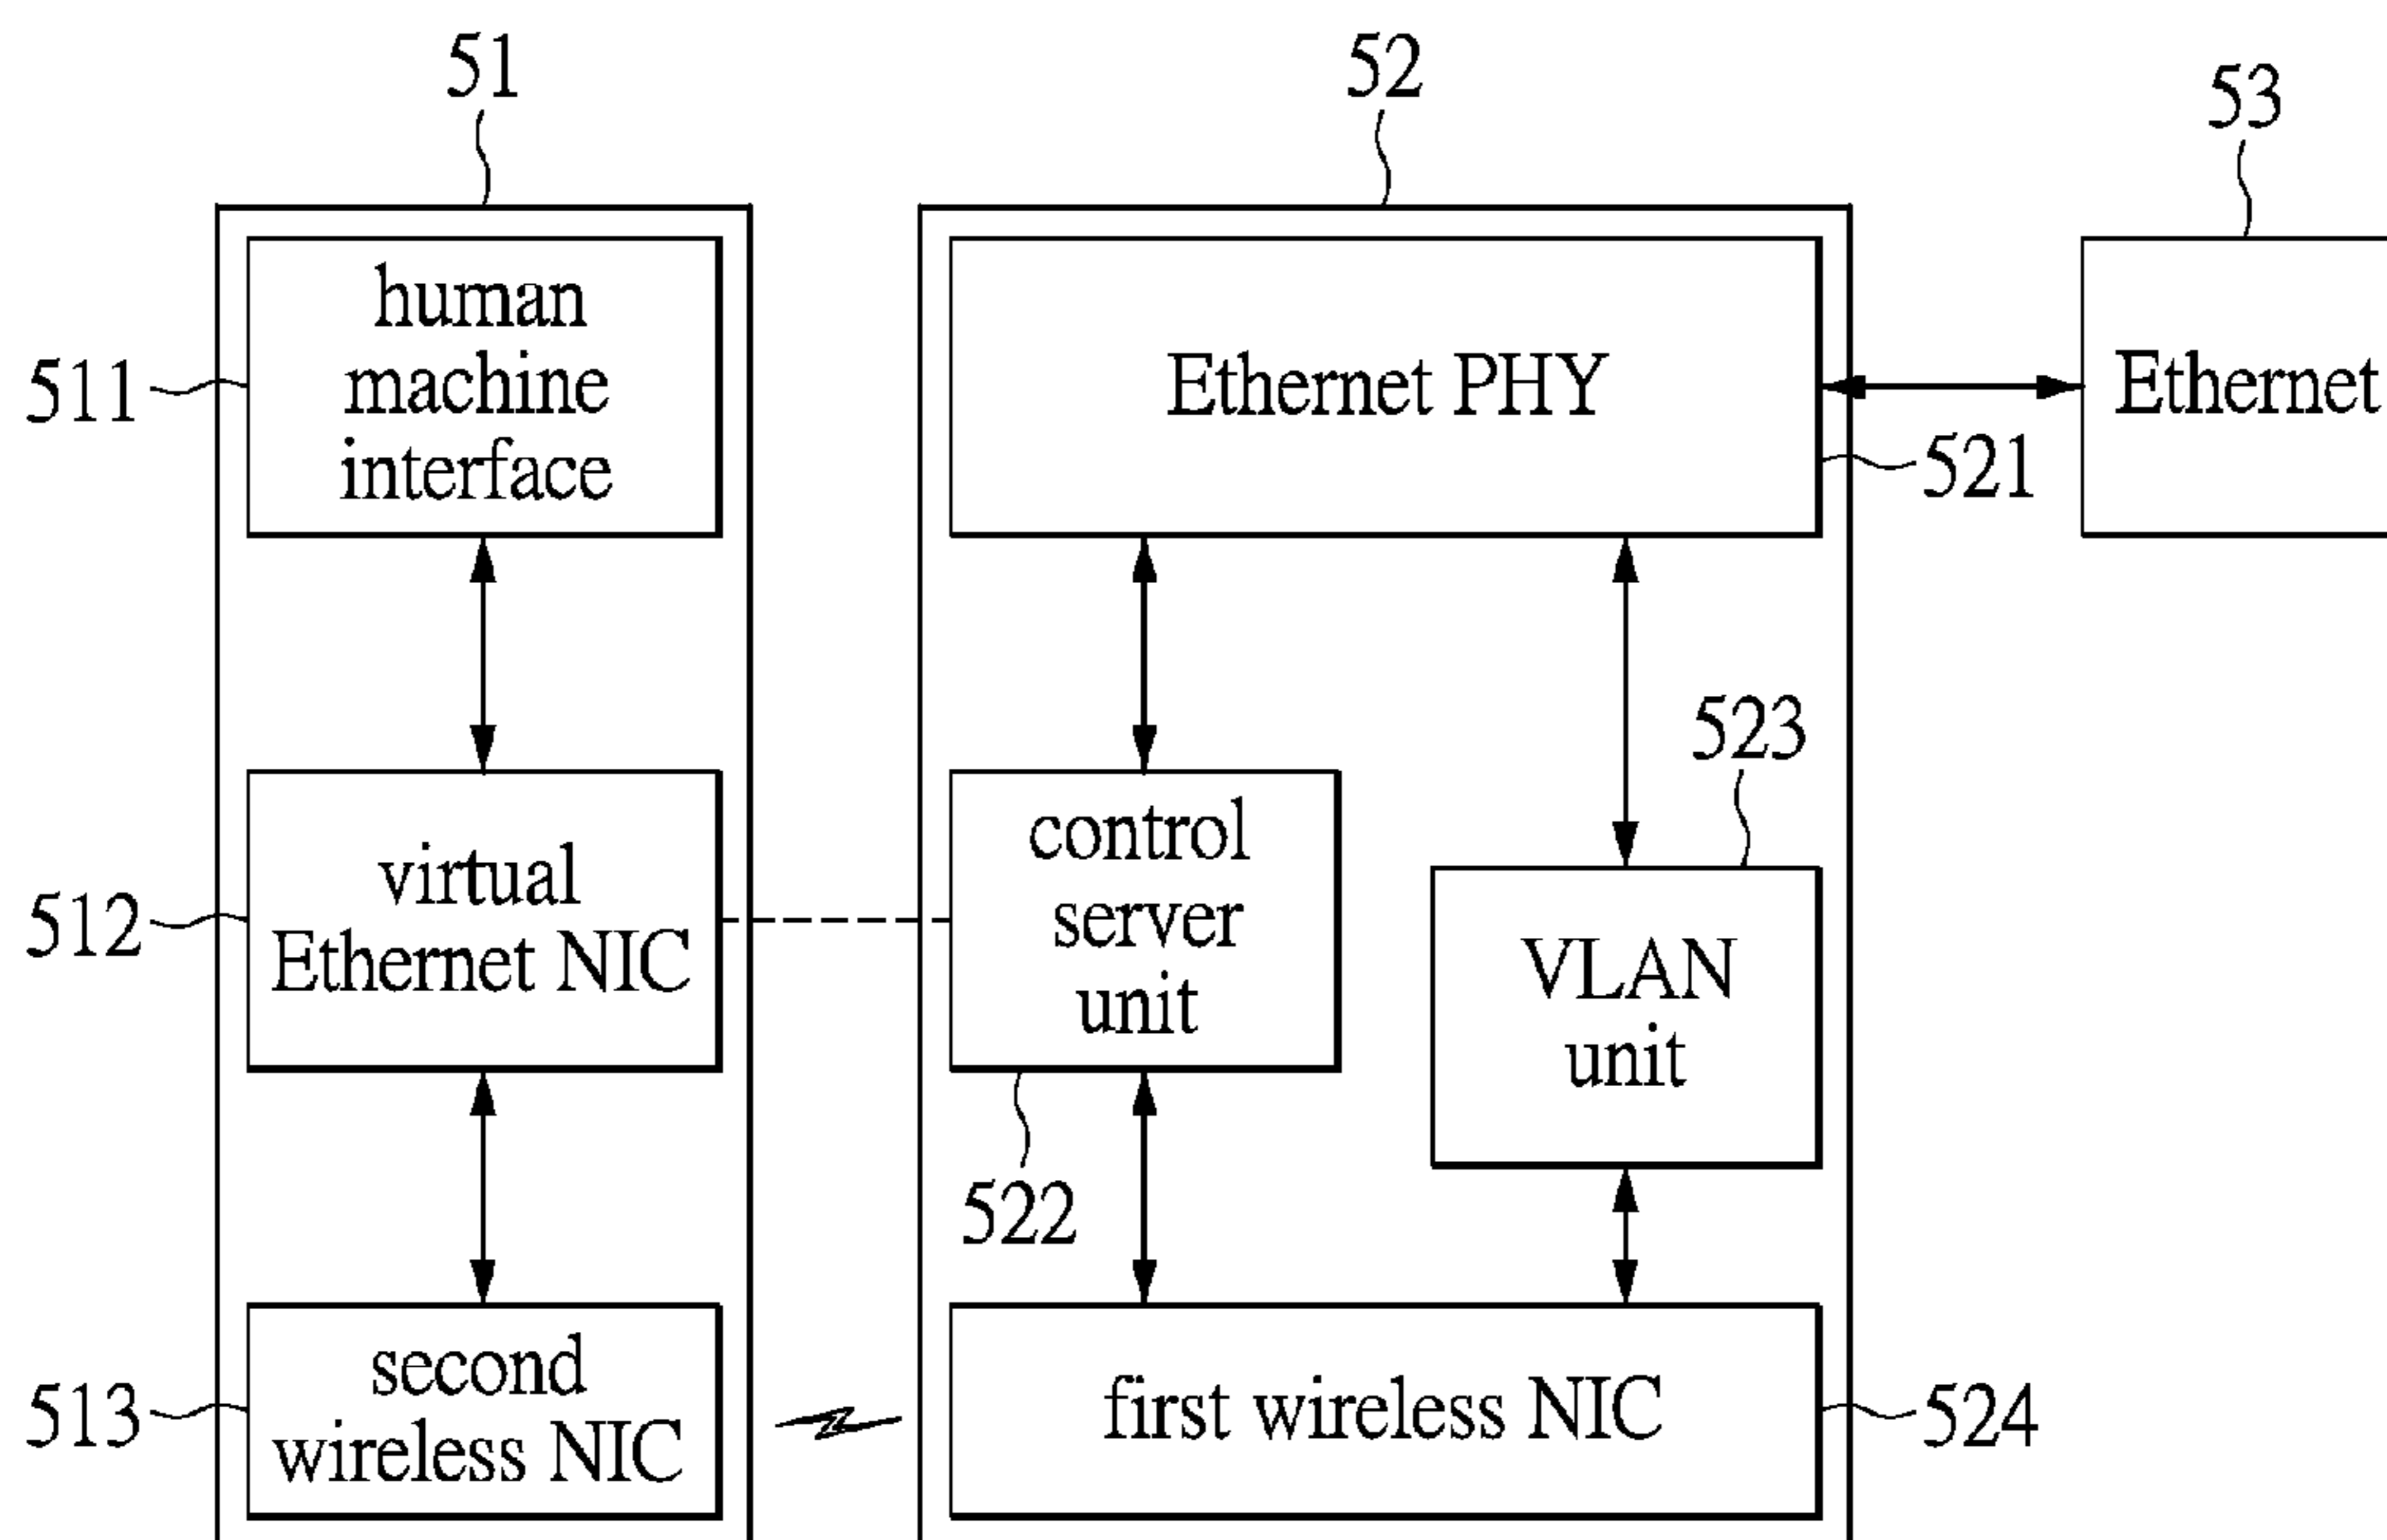 51
52
53
human
machine
interface
511
Ethernet PHY
Ethernet
521
523
virtual
Ethernet NIC
512
control
server
unit
VLAN
unit
522
second
wireless NIC
513
first wireless NIC
524